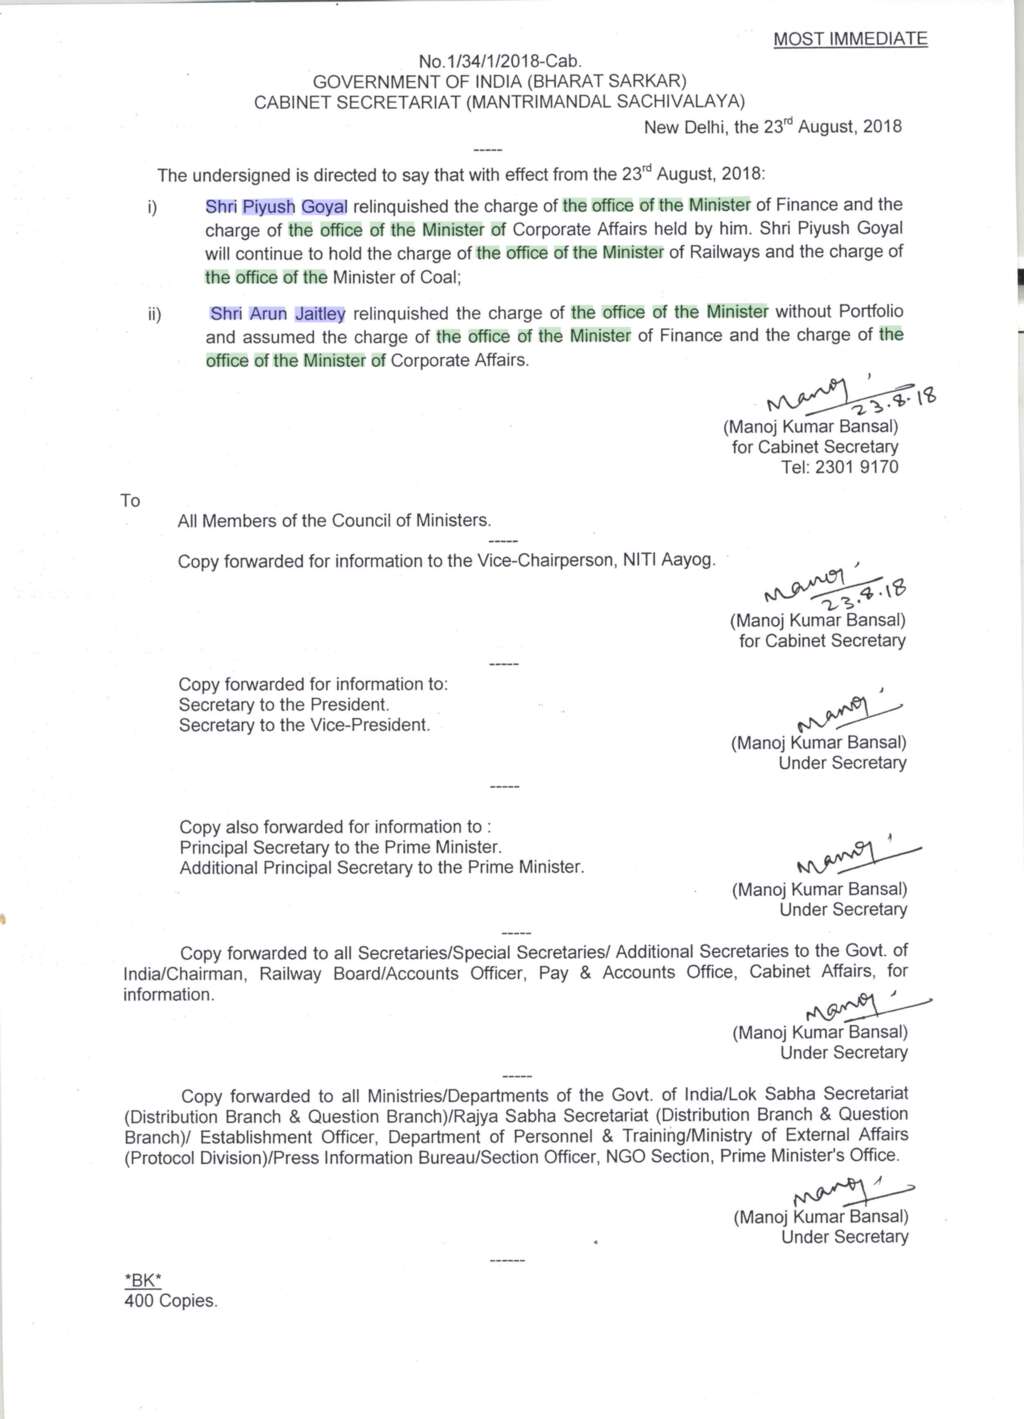 MOST IMMEDIATE
No.1/34/1/2018-Cab.
GOVERNMENT OF INDIA (BHARAT SARKAR)
CABINET SECRETARIAT (MANTRIMANDAL SACHIVALAYA)
New Delhi, the 23rd August, 2018
-----
The undersigned is directed to say that with effect from the 23rd August, 2018:
i) Shri Piyush Goyal relinquished the charge of the office of the Minister of Finance and the
charge of the office of the Minister of Corporate Affairs held by him. Shri Piyush Goyal
will continue to hold the charge of the office of the Minister of Railways and the charge of
the office of the Minister of Coal;
ii) Shri Arun Jaitley relinquished the charge of the office of the Minister without Portfolio
and assumed the charge of the office of the Minister of Finance and the charge of the
office of the Minister of Corporate Affairs.
Manoj
23.8.18
(Manoj Kumar Bansal)
for Cabinet Secretary
Tel: 2301 9170
To
All Members of the Council of Ministers.
-----
Copy forwarded for information to the Vice-Chairperson, NITI Aayog.
Manoj
23.8.18
(Manoj Kumar Bansal)
for Cabinet Secretary
-----
Copy forwarded for information to:
Secretary to the President.
Secretary to the Vice-President.
Manoj
(Manoj Kumar Bansal)
Under Secretary
-----
Copy also forwarded for information to :
Principal Secretary to the Prime Minister.
Additional Principal Secretary to the Prime Minister.
Manoj
(Manoj Kumar Bansal)
Under Secretary
-----
Copy forwarded to all Secretaries/Special Secretaries/ Additional Secretaries to the Govt. of
India/Chairman, Railway Board/Accounts Officer, Pay & Accounts Office, Cabinet Affairs, for
information.
Manoj
(Manoj Kumar Bansal)
Under Secretary
-----
Copy forwarded to all Ministries/Departments of the Govt. of India/Lok Sabha Secretariat
(Distribution Branch & Question Branch)/Rajya Sabha Secretariat (Distribution Branch & Question
Branch)/ Establishment Officer, Department of Personnel & Training/Ministry of External Affairs
(Protocol Division)/Press Information Bureau/Section Officer, NGO Section, Prime Minister's Office.
Manoj
(Manoj Kumar Bansal)
Under Secretary
------
*BK*
400 Copies.